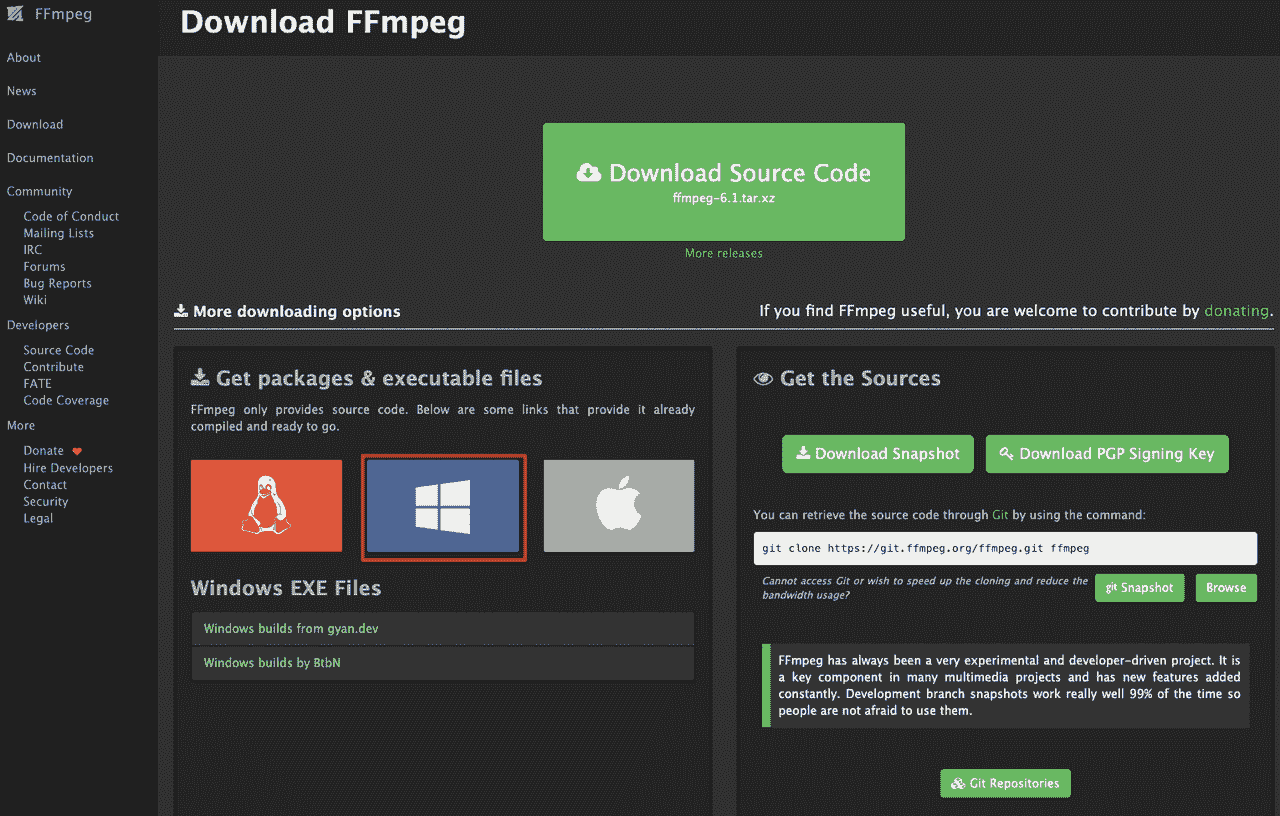 FFmpeg
About
News
Download
Documentation
Community
Code of Conduct
Mailing Lists
IRC
Forums
Bug Reports
Wiki
Developers
Source Code
Contribute
FATE
Code Coverage
More
Donate
Hire Developers
Contact
Security
Legal
Download FFmpeg
Download Source Code
ffmpeg-6.1.tar.xz
More releases
More downloading options
If you find FFmpeg useful, you are welcome to contribute by donating.
Get packages & executable files
FFmpeg only provides source code. Below are some links that provide it already
compiled and ready to go.
Windows EXE Files
Windows builds from gyan.dev
Windows builds by BtbN
Get the Sources
Download Snapshot
Download PGP Signing Key
You can retrieve the source code through Git by using the command:
git clone https://git.ffmpeg.org/ffmpeg.git ffmpeg
Cannot access Git or wish to speed up the cloning and reduce the
bandwidth usage?
git Snapshot
Browse
FFmpeg has always been a very experimental and developer-driven project. It is
a key component in many multimedia projects and has new features added
constantly. Development branch snapshots work really well 99% of the time so
people are not afraid to use them.
Git Repositories